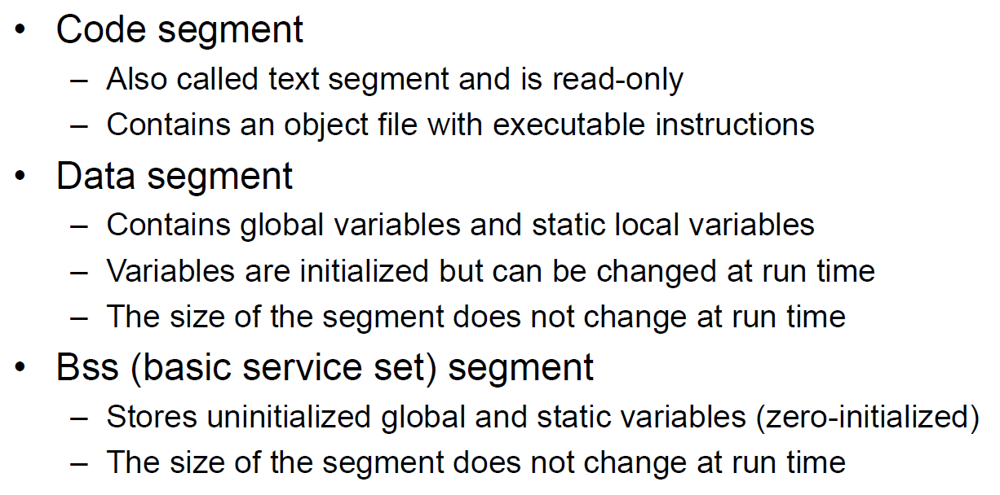 • Code segment
– Also called text segment and is read-only
– Contains an object file with executable instructions
• Data segment
– Contains global variables and static local variables
– Variables are initialized but can be changed at run time
– The size of the segment does not change at run time
• Bss (basic service set) segment
– Stores uninitialized global and static variables (zero-initialized)
– The size of the segment does not change at run time